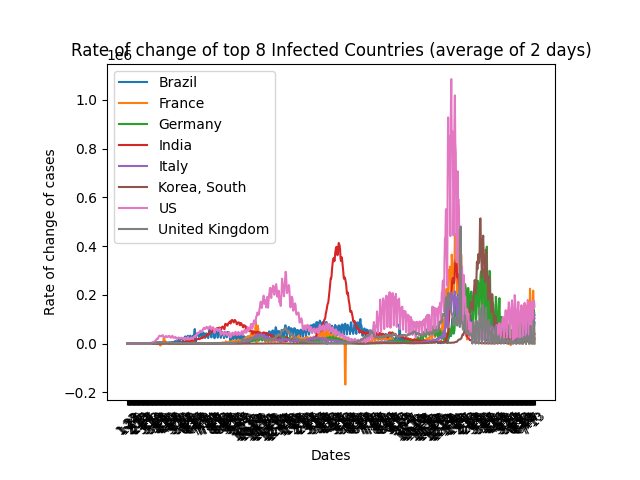 Rate of change of top 8 Infected Countries (average of 2 days)
1e6
Brazil
France
Germany
India
Italy
Korea, South
US
United Kingdom
1.0
0.8
0.6
0.4
0.2
0.0
−0.2
Rate of change of cases
Dates